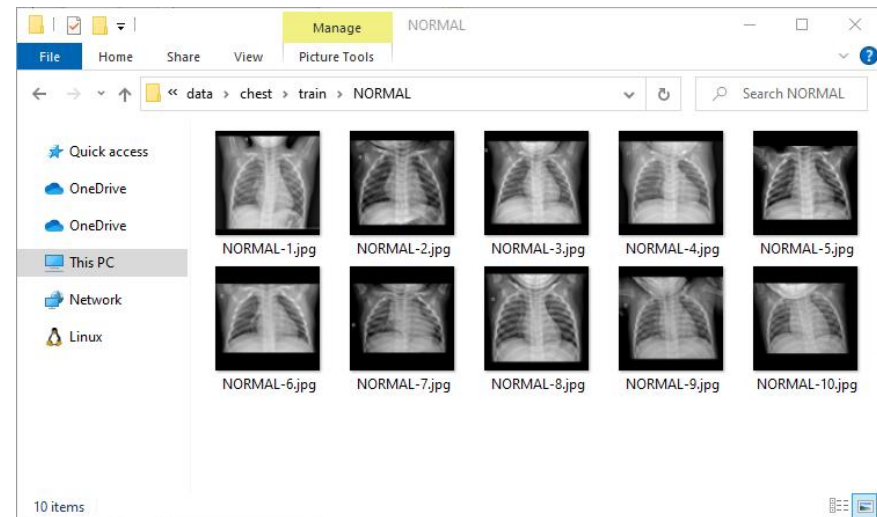 Manage NORMAL
File Home Share View Picture Tools
« data › chest › train › NORMAL
Search NORMAL
Quick access
OneDrive
OneDrive
This PC
Network
Linux
NORMAL-1.jpg NORMAL-2.jpg NORMAL-3.jpg NORMAL-4.jpg NORMAL-5.jpg
NORMAL-6.jpg NORMAL-7.jpg NORMAL-8.jpg NORMAL-9.jpg NORMAL-10.jpg
10 items